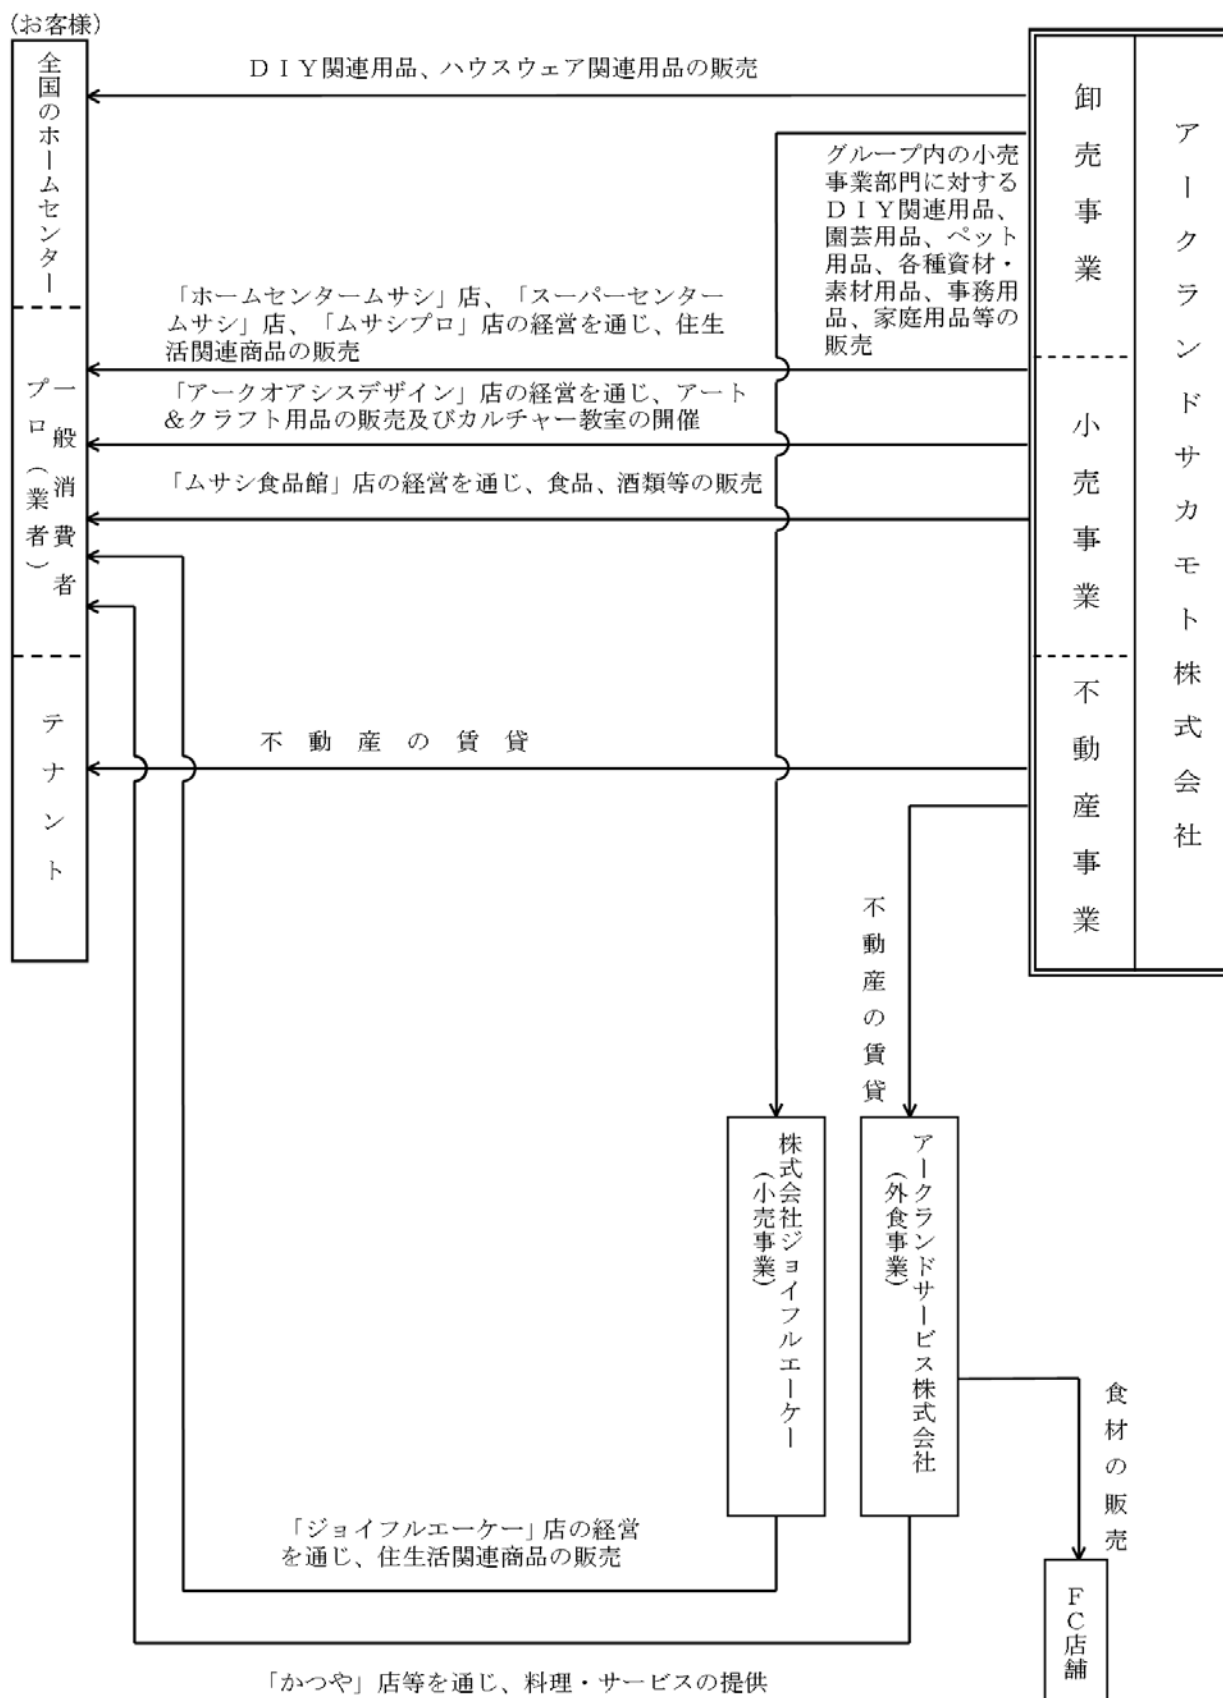 (お客様)
全国のホームセンター
一般消費者
プロ(業者)
テナント
DIY関連用品、ハウスウェア関連用品の販売
グループ内の小売
事業部門に対する
DIY関連用品、
園芸用品、ペット
用品、各種資材・
素材用品、事務用
品、家庭用品等の
販売
「ホームセンタームサシ」店、「スーパーセンター
ムサシ」店、「ムサシプロ」店の経営を通じ、住生
活関連商品の販売
「アークオアシスデザイン」店の経営を通じ、アート
&クラフト用品の販売及びカルチャー教室の開催
「ムサシ食品館」店の経営を通じ、食品、酒類等の販売
不動産の賃貸
アークランドサカモト株式会社
卸売事業
小売事業
不動産事業
不動産の賃貸
株式会社ジョイフルエーケー
(小売事業)
アークランドサービス株式会社
(外食事業)
食材の販売
「ジョイフルエーケー」店の経営
を通じ、住生活関連商品の販売
FC店舗
「かつや」店等を通じ、料理・サービスの提供